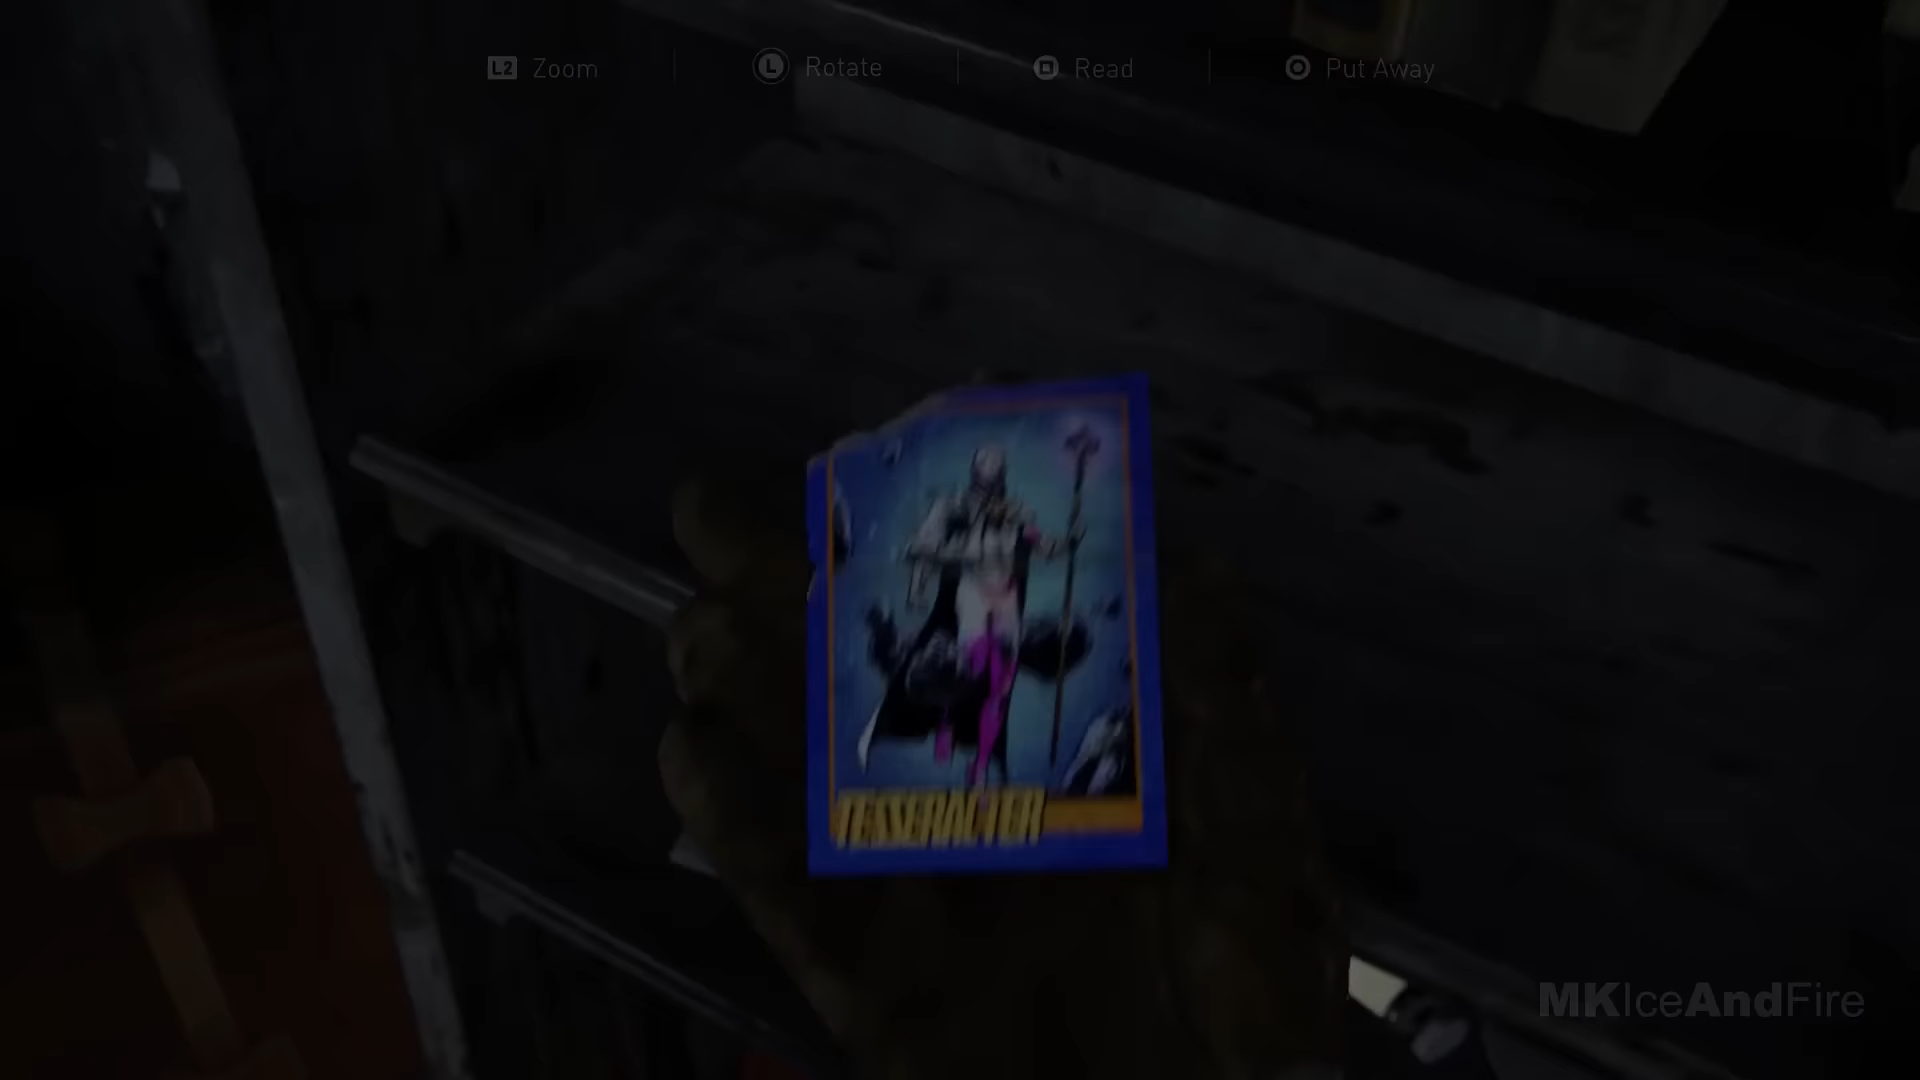 L2 Zoom
L Rotate
Read
Put Away
TESSERACTER
MKIceAndFire